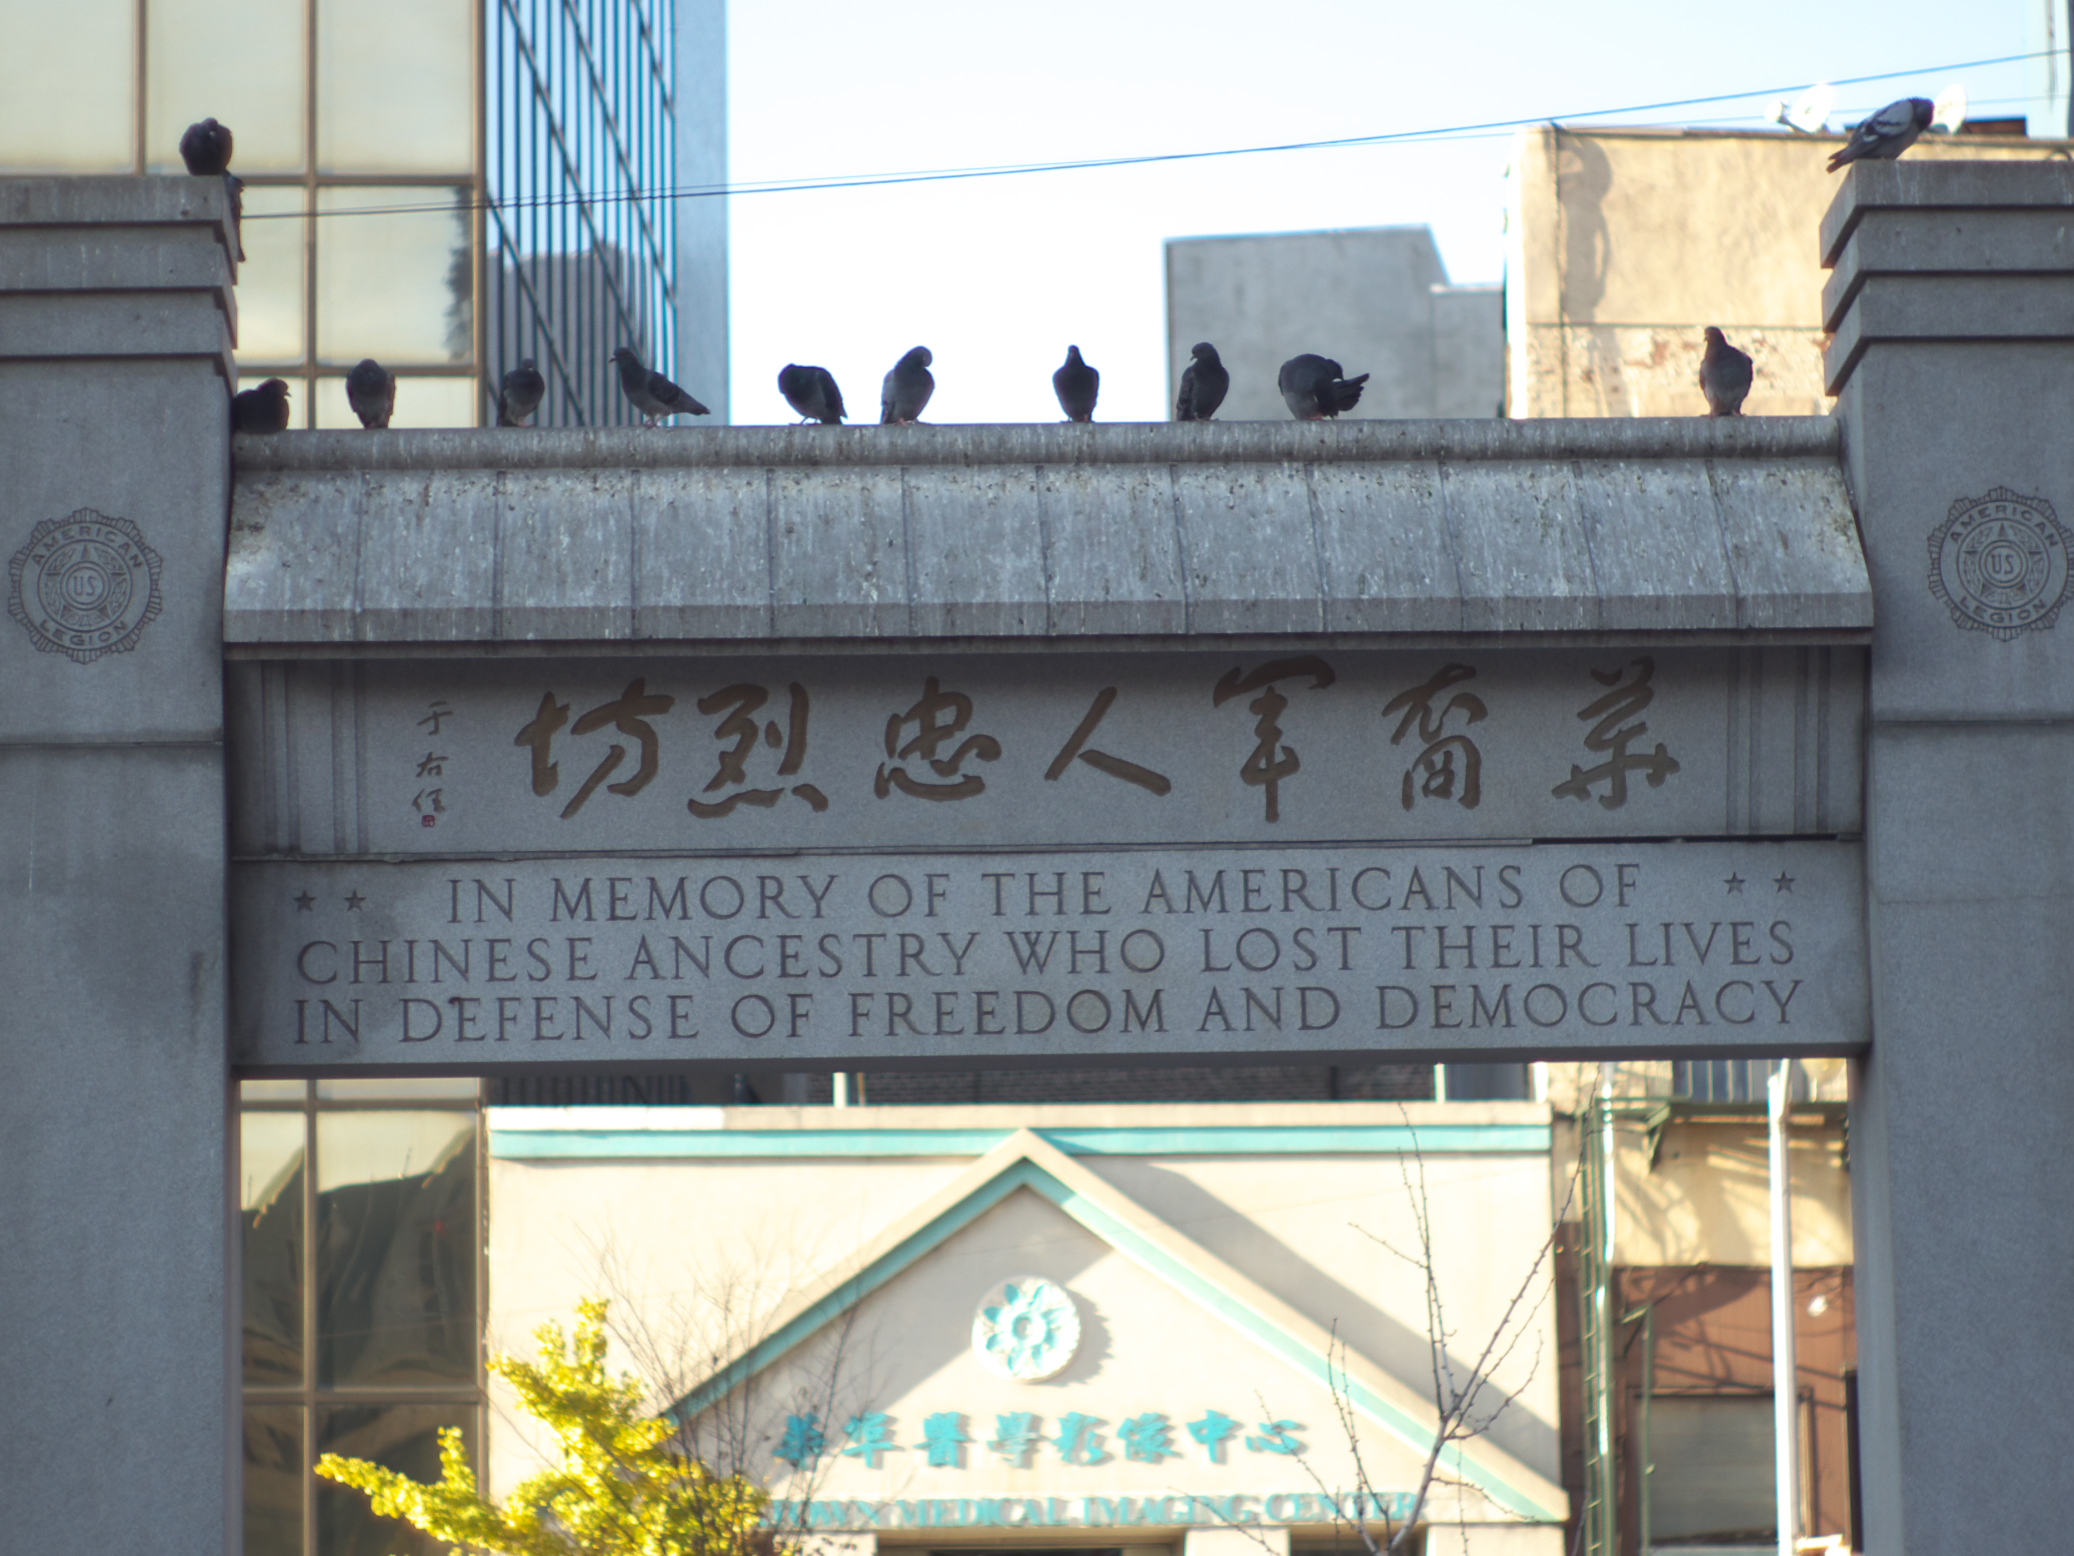 AMERICAN
US
LEGION
AMERICAN
US
LEGION
華裔軍人忠烈坊
于右任
IN MEMORY OF THE AMERICANS OF
CHINESE ANCESTRY WHO LOST THEIR LIVES
IN DEFENSE OF FREEDOM AND DEMOCRACY
華埠醫學影像中心
TOWN MEDICAL IMAGING CENTER